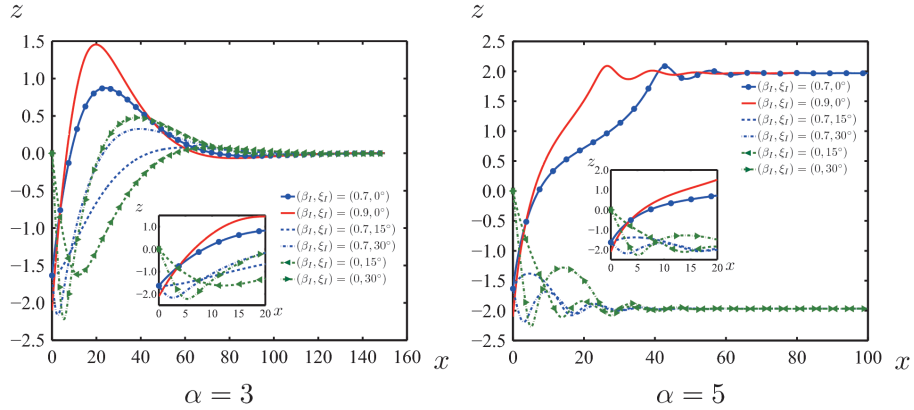 z
1.5
1.0
0.5
0.0
−0.5
−1.0
−1.5
−2.0
−2.5
0 20 40 60 80 100 120 140 160
x
(β_I, ξ_I) = (0.7, 0°)
(β_I, ξ_I) = (0.9, 0°)
(β_I, ξ_I) = (0.7, 15°)
(β_I, ξ_I) = (0.7, 30°)
(β_I, ξ_I) = (0, 15°)
(β_I, ξ_I) = (0, 30°)
z
1.0
0.0
−1.0
−2.0
0 5 10 15 20 x
α = 3
z
2.5
2.0
1.5
1.0
0.5
0.0
−0.5
−1.0
−1.5
−2.0
−2.5
0 20 40 60 80 100
x
(β_I, ξ_I) = (0.7, 0°)
(β_I, ξ_I) = (0.9, 0°)
(β_I, ξ_I) = (0.7, 15°)
(β_I, ξ_I) = (0.7, 30°)
(β_I, ξ_I) = (0, 15°)
(β_I, ξ_I) = (0, 30°)
z
2.0
1.0
0.0
−1.0
−2.0
0 5 10 15 20 x
α = 5